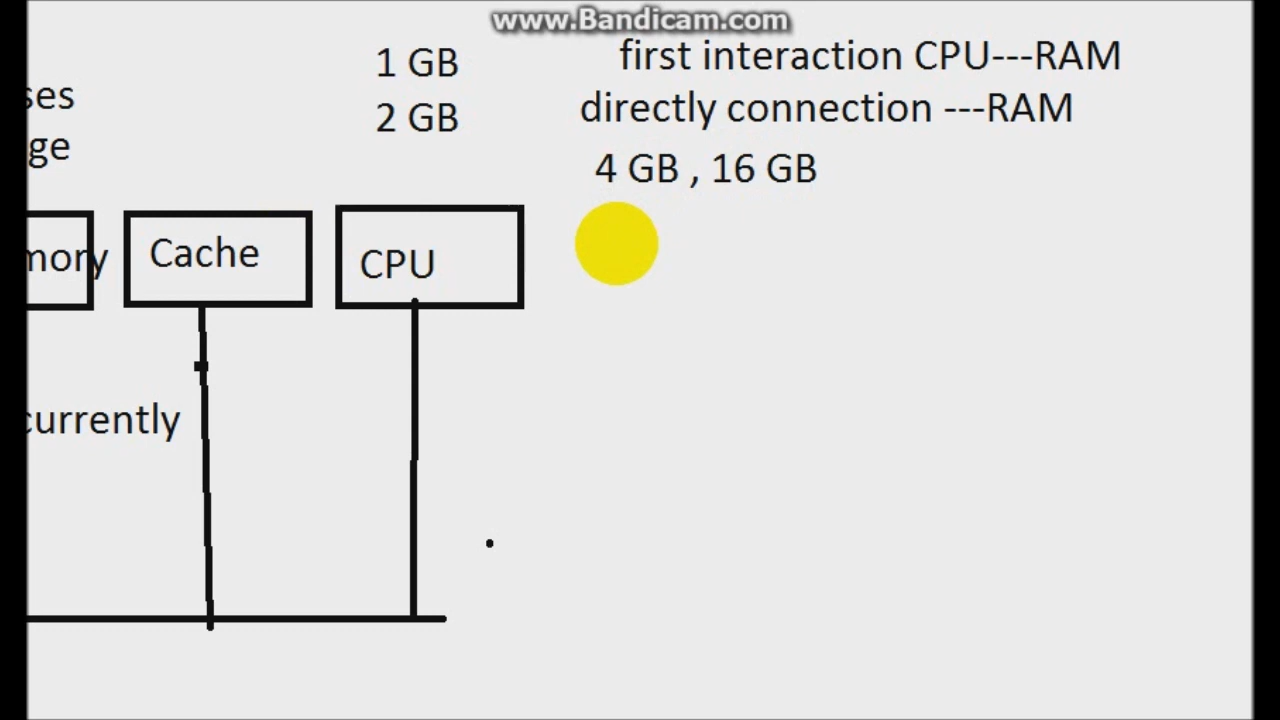 www.Bandicam.com
1 GB
first interaction CPU---RAM
ses
2 GB
directly connection ---RAM
ge
4 GB , 16 GB
mory
Cache
CPU
currently